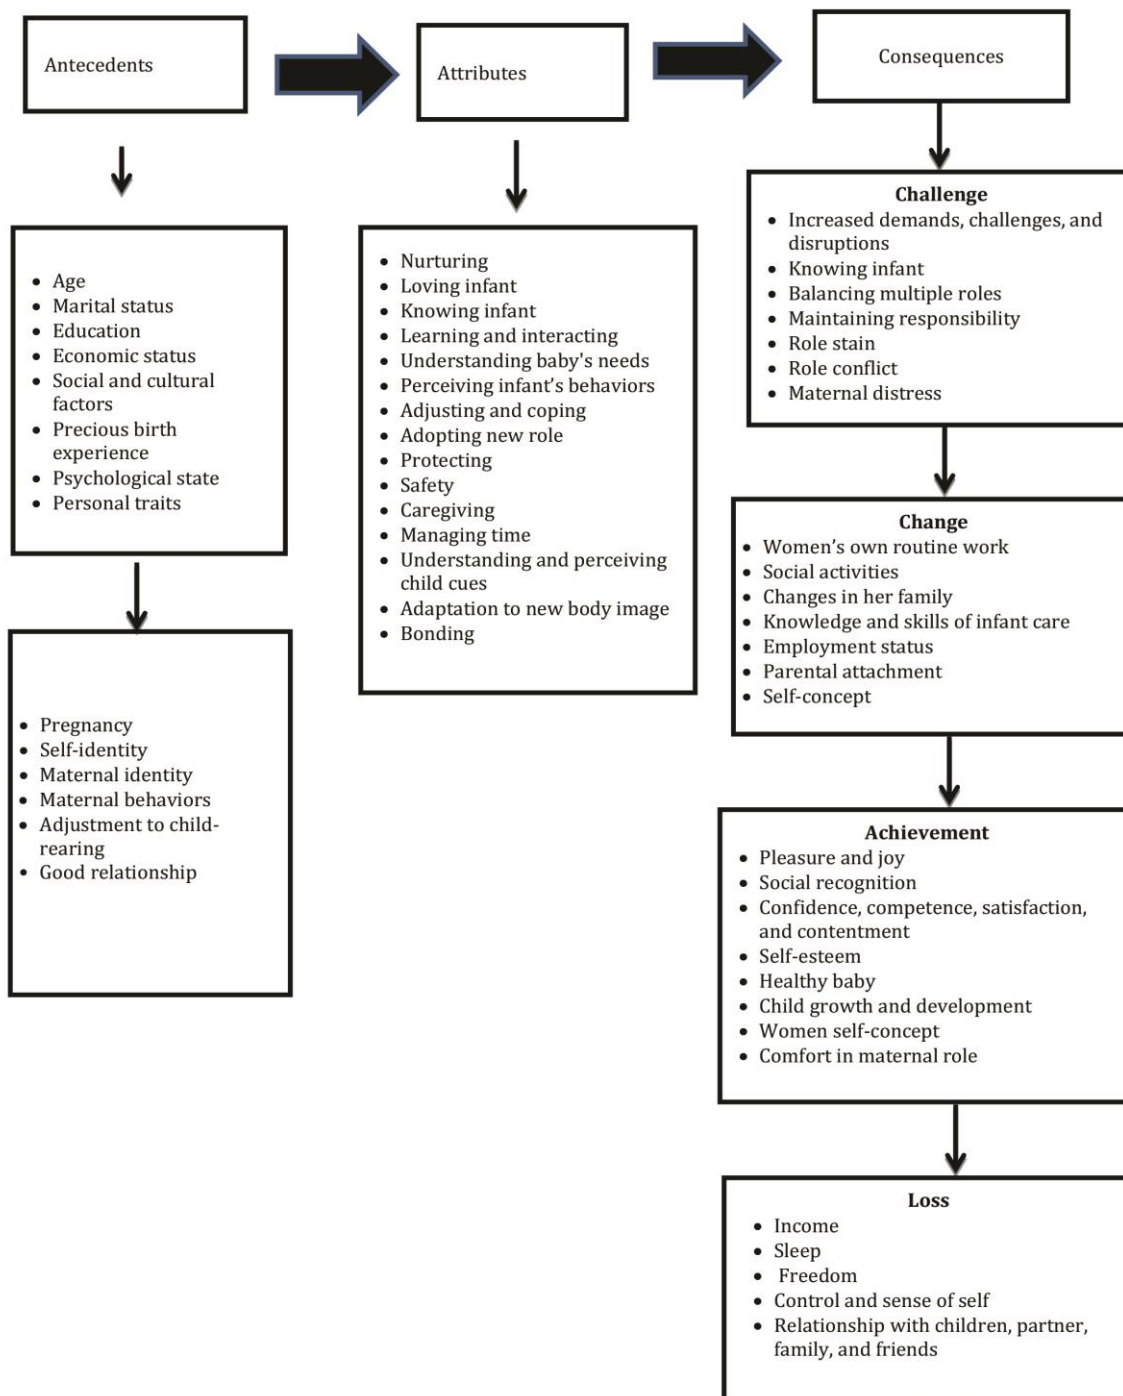 Antecedents
Attributes
Consequences
• Age
• Marital status
• Education
• Economic status
• Social and cultural
factors
• Precious birth
experience
• Psychological state
• Personal traits
• Pregnancy
• Self-identity
• Maternal identity
• Maternal behaviors
• Adjustment to child-
rearing
• Good relationship
• Nurturing
• Loving infant
• Knowing infant
• Learning and interacting
• Understanding baby's needs
• Perceiving infant’s behaviors
• Adjusting and coping
• Adopting new role
• Protecting
• Safety
• Caregiving
• Managing time
• Understanding and perceiving
child cues
• Adaptation to new body image
• Bonding
Challenge
• Increased demands, challenges, and
disruptions
• Knowing infant
• Balancing multiple roles
• Maintaining responsibility
• Role stain
• Role conflict
• Maternal distress
Change
• Women’s own routine work
• Social activities
• Changes in her family
• Knowledge and skills of infant care
• Employment status
• Parental attachment
• Self-concept
Achievement
• Pleasure and joy
• Social recognition
• Confidence, competence, satisfaction,
and contentment
• Self-esteem
• Healthy baby
• Child growth and development
• Women self-concept
• Comfort in maternal role
Loss
• Income
• Sleep
• Freedom
• Control and sense of self
• Relationship with children, partner,
family, and friends